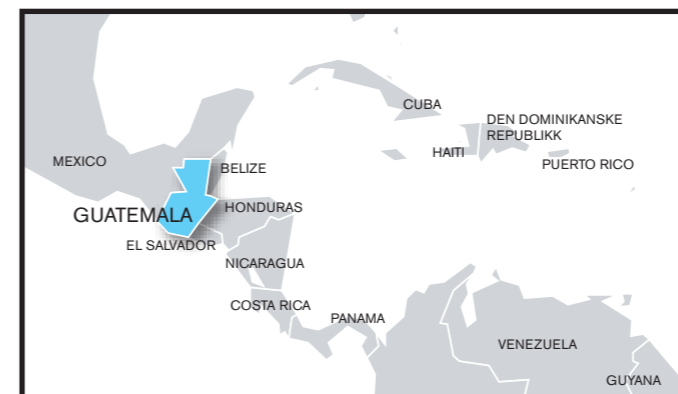 CUBA
DEN DOMINIKANSKE
REPUBLIKK
HAITI
PUERTO RICO
MEXICO
BELIZE
GUATEMALA
HONDURAS
EL SALVADOR
NICARAGUA
COSTA RICA
PANAMA
VENEZUELA
GUYANA